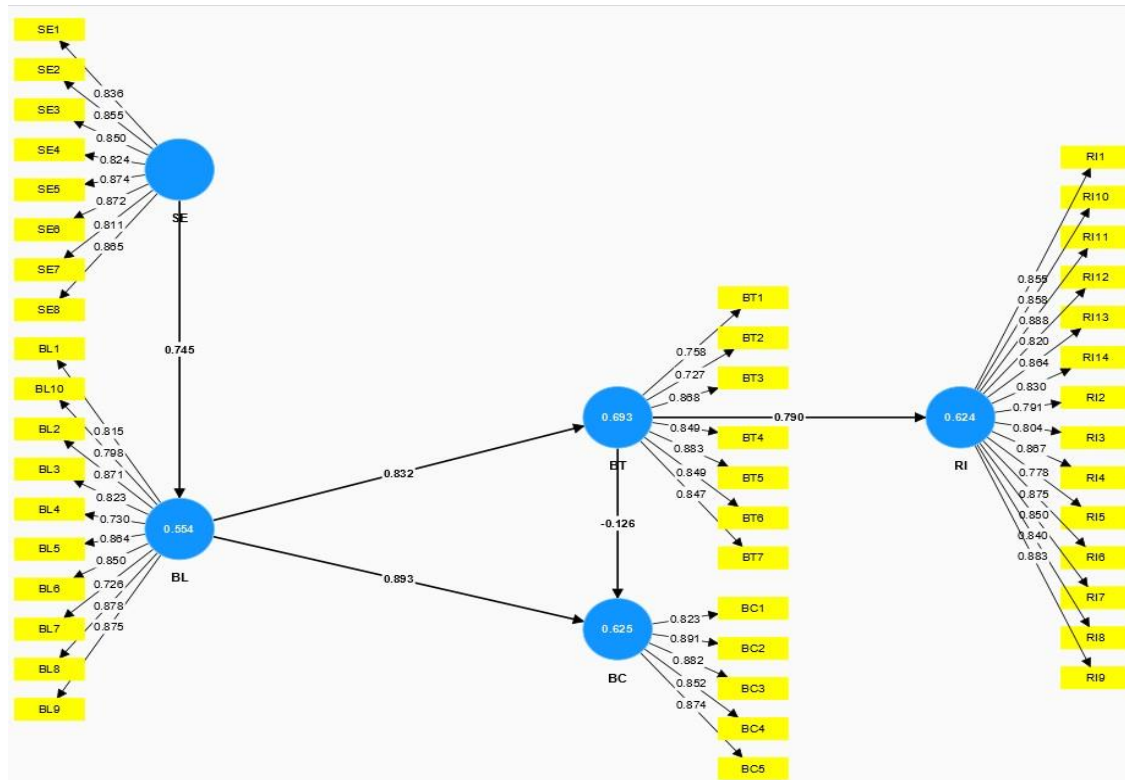 SE1
SE2
SE3
SE4
SE5
SE6
SE7
SE8
0.836
0.855
0.850
0.824
0.874
0.872
0.811
0.865
SE
0.745
BL1
BL10
BL2
BL3
BL4
BL5
BL6
BL7
BL8
BL9
0.815
0.798
0.871
0.823
0.730
0.864
0.850
0.726
0.878
0.875
0.554
BL
0.832
0.893
BT1
BT2
BT3
BT4
BT5
BT6
BT7
0.758
0.727
0.868
0.849
0.883
0.849
0.847
0.693
BT
0.790
-0.126
0.625
BC
0.823
0.891
0.882
0.852
0.874
BC1
BC2
BC3
BC4
BC5
0.624
RI
0.855
0.858
0.888
0.820
0.864
0.830
0.791
0.804
0.867
0.778
0.875
0.850
0.840
0.883
RI1
RI10
RI11
RI12
RI13
RI14
RI2
RI3
RI4
RI5
RI6
RI7
RI8
RI9